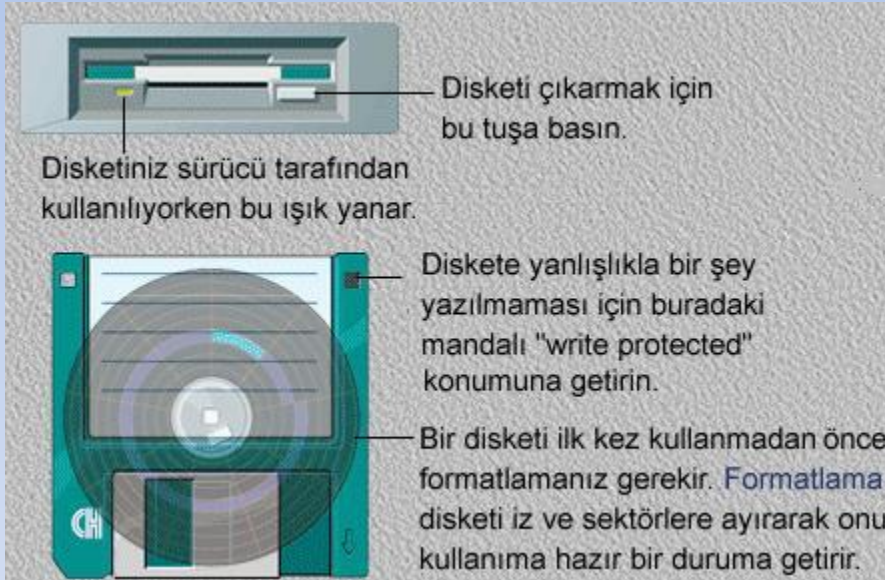 Disketi çıkarmak için
bu tuşa basın.
Disketiniz sürücü tarafından
kullanılıyorken bu ışık yanar.
Diskete yanlışlıkla bir şey
yazılmaması için buradaki
mandalı "write protected"
konumuna getirin.
Bir disketi ilk kez kullanmadan önce
formatlamanız gerekir. Formatlama
disketi iz ve sektörlere ayırarak onu
kullanıma hazır bir duruma getirir.